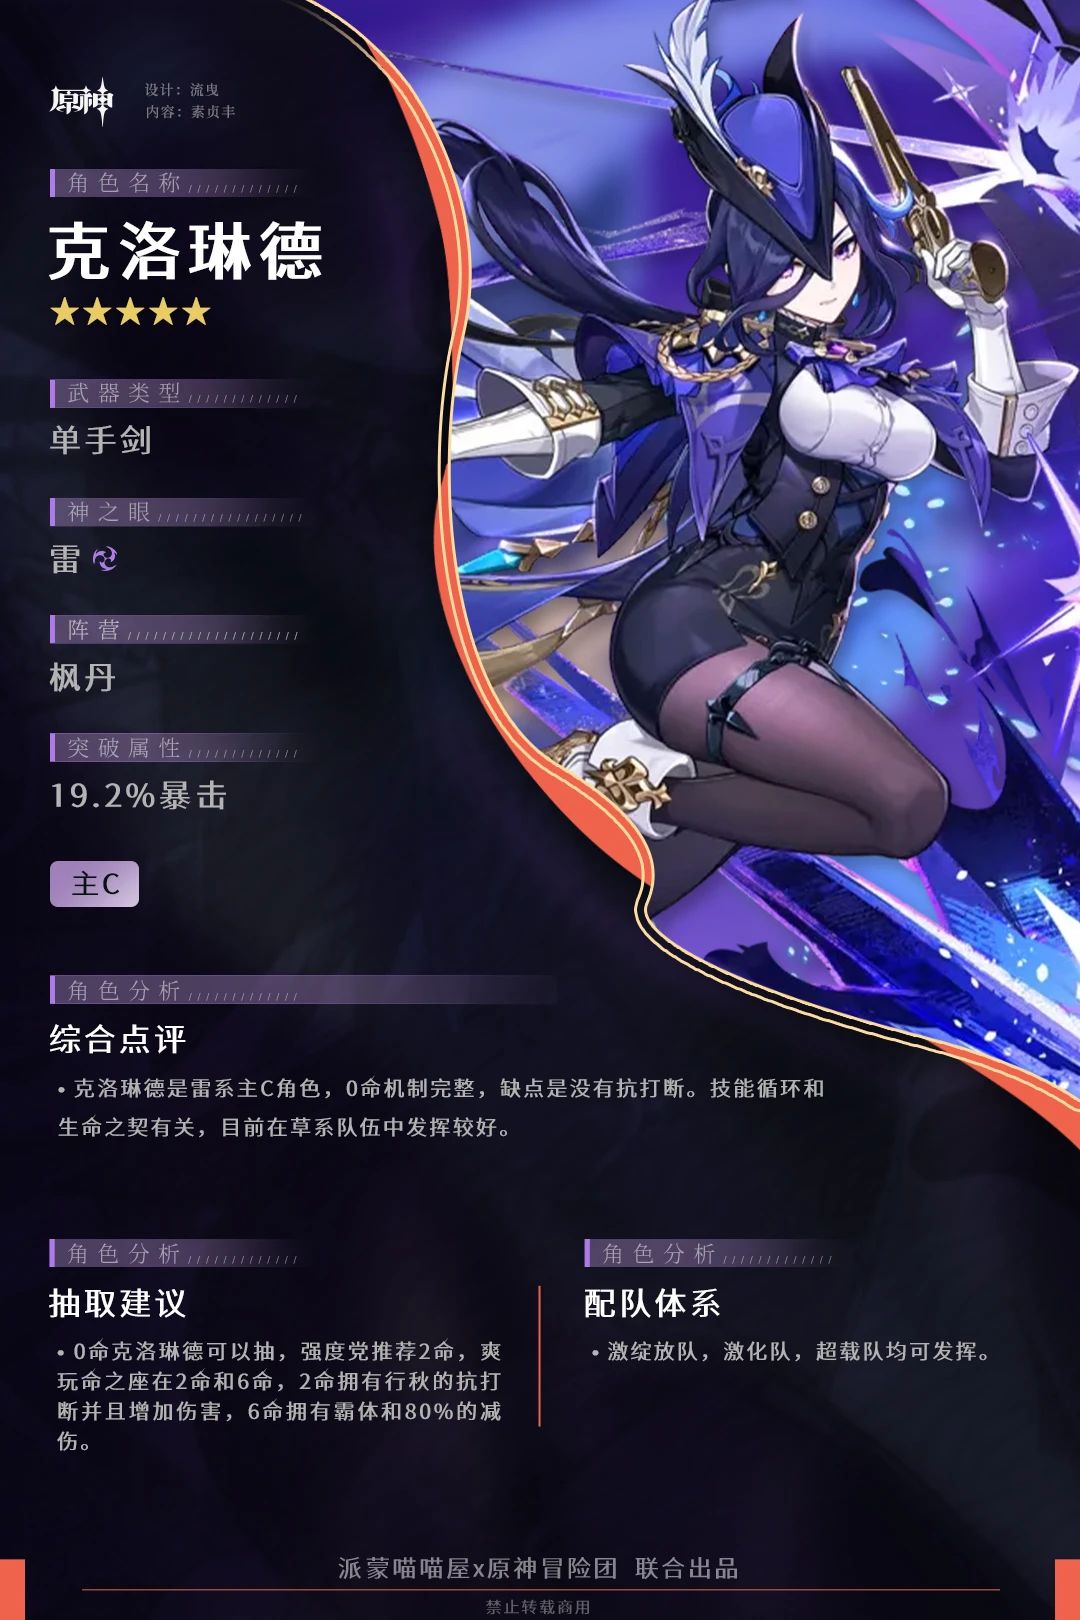 原神
设计：流曳
内容：素贞丰
角色名称
克洛琳德
武器类型
单手剑
神之眼
雷
阵营
枫丹
突破属性
19.2%暴击
主C
角色分析
综合点评
• 克洛琳德是雷系主C角色，0命机制完整，缺点是没有抗打断。技能循环和
生命之契有关，目前在草系队伍中发挥较好。
角色分析
抽取建议
• 0命克洛琳德可以抽，强度党推荐2命，爽
玩命之座在2命和6命，2命拥有行秋的抗打
断并且增加伤害，6命拥有霸体和80%的减
伤。
角色分析
配队体系
• 激绽放队，激化队，超载队均可发挥。
派蒙喵喵屋x原神冒险团 联合出品
禁止转载商用